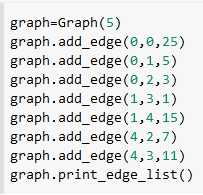 graph=Graph(5)
graph.add_edge(0,0,25)
graph.add_edge(0,1,5)
graph.add_edge(0,2,3)
graph.add_edge(1,3,1)
graph.add_edge(1,4,15)
graph.add_edge(4,2,7)
graph.add_edge(4,3,11)
graph.print_edge_list()